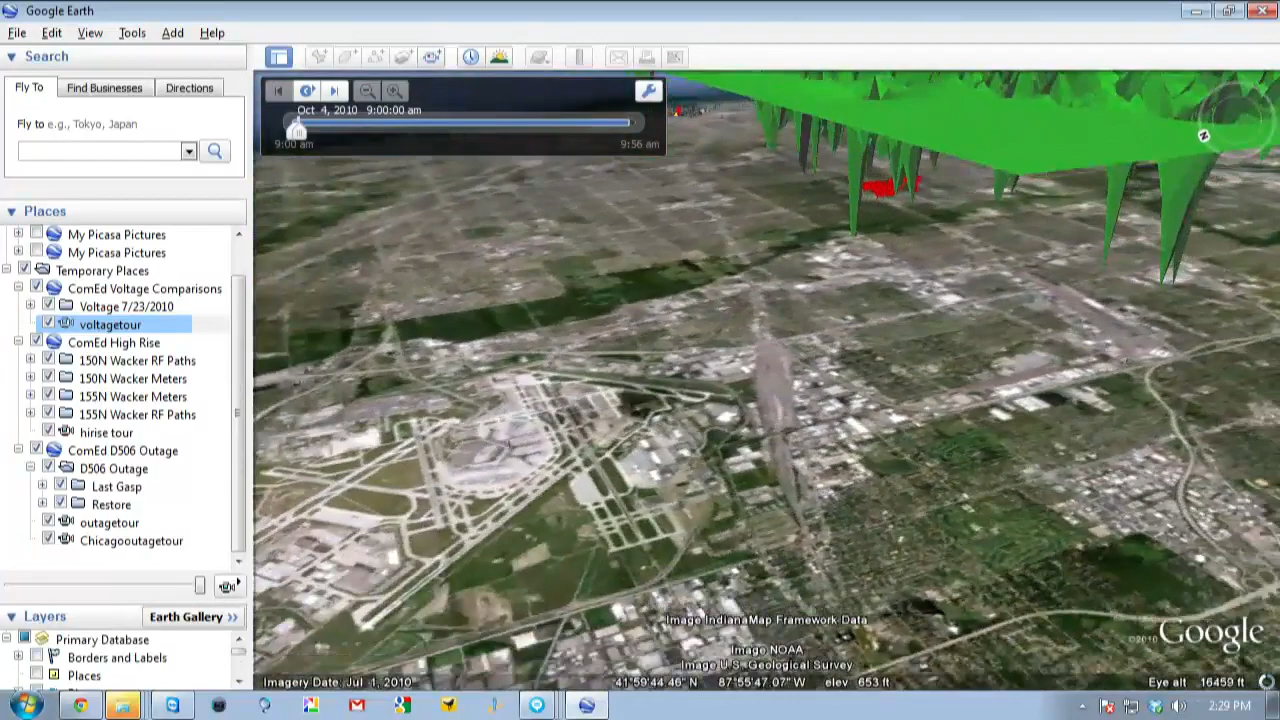 Google Earth
File Edit View Tools Add Help
Search
Fly To Find Businesses Directions
Fly to e.g., Tokyo, Japan
Places
My Picasa Pictures
My Picasa Pictures
Temporary Places
ComEd Voltage Comparisons
Voltage 7/23/2010
voltagetour
ComEd High Rise
150N Wacker RF Paths
150N Wacker Meters
155N Wacker Meters
155N Wacker RF Paths
hirise tour
ComEd D506 Outage
D506 Outage
Last Gasp
Restore
outagetour
Chicagooutagetour
Layers
Earth Gallery >>
Primary Database
Borders and Labels
Places
Oct 4, 2010 9:00:00 am
9:00 am 9:56 am
N
Image IndianaMap Framework Data
©2010 Google
Image NOAA
Image U.S. Geological Survey
Imagery Date: Jul 1, 2010 41°59'44.46" N 87°55'47.07" W elev 653 ft Eye alt 16459 ft
2:29 PM